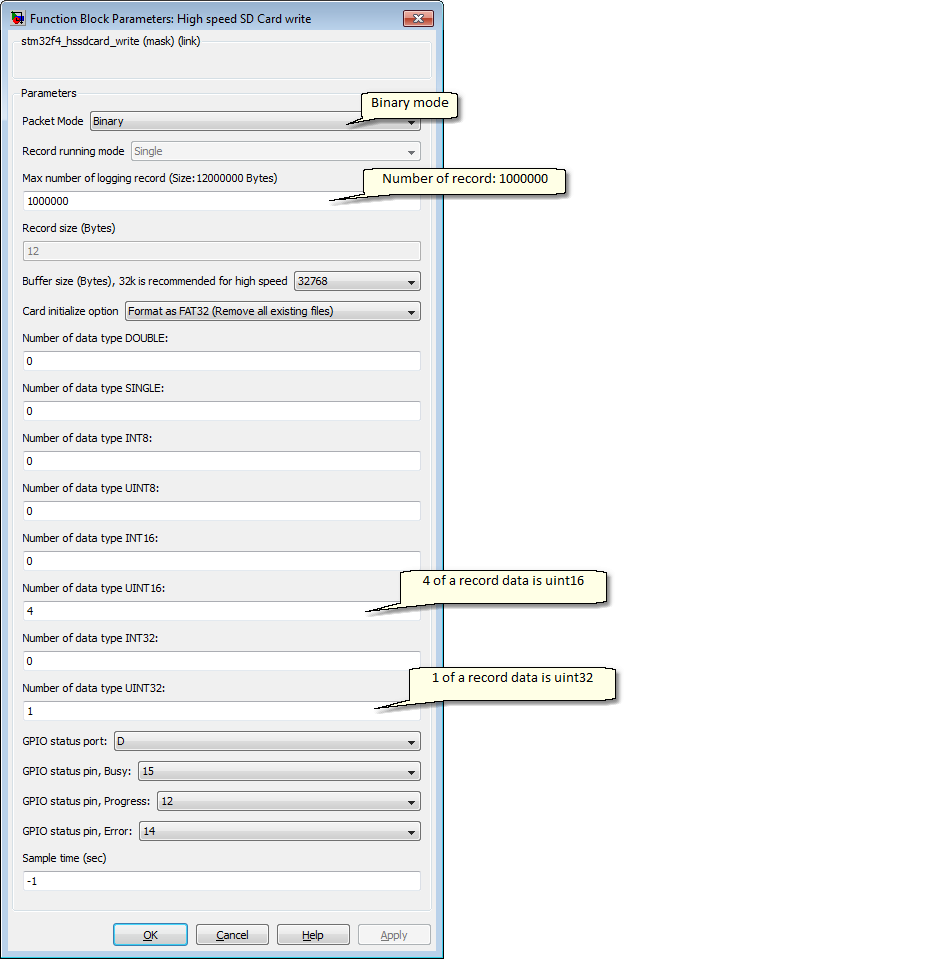 Function Block Parameters: High speed SD Card write
stm32f4_hssdcard_write (mask) (link)
Parameters
Binary mode
Packet Mode Binary
Record running mode Single
Max number of logging record (Size:12000000 Bytes)
Number of record: 1000000
1000000
Record size (Bytes)
12
Buffer size (Bytes), 32k is recommended for high speed 32768
Card initialize option Format as FAT32 (Remove all existing files)
Number of data type DOUBLE:
0
Number of data type SINGLE:
0
Number of data type INT8:
0
Number of data type UINT8:
0
Number of data type INT16:
0
4 of a record data is uint16
Number of data type UINT16:
4
Number of data type INT32:
0
1 of a record data is uint32
Number of data type UINT32:
1
GPIO status port: D
GPIO status pin, Busy: 15
GPIO status pin, Progress: 12
GPIO status pin, Error: 14
Sample time (sec)
-1
OK Cancel Help Apply